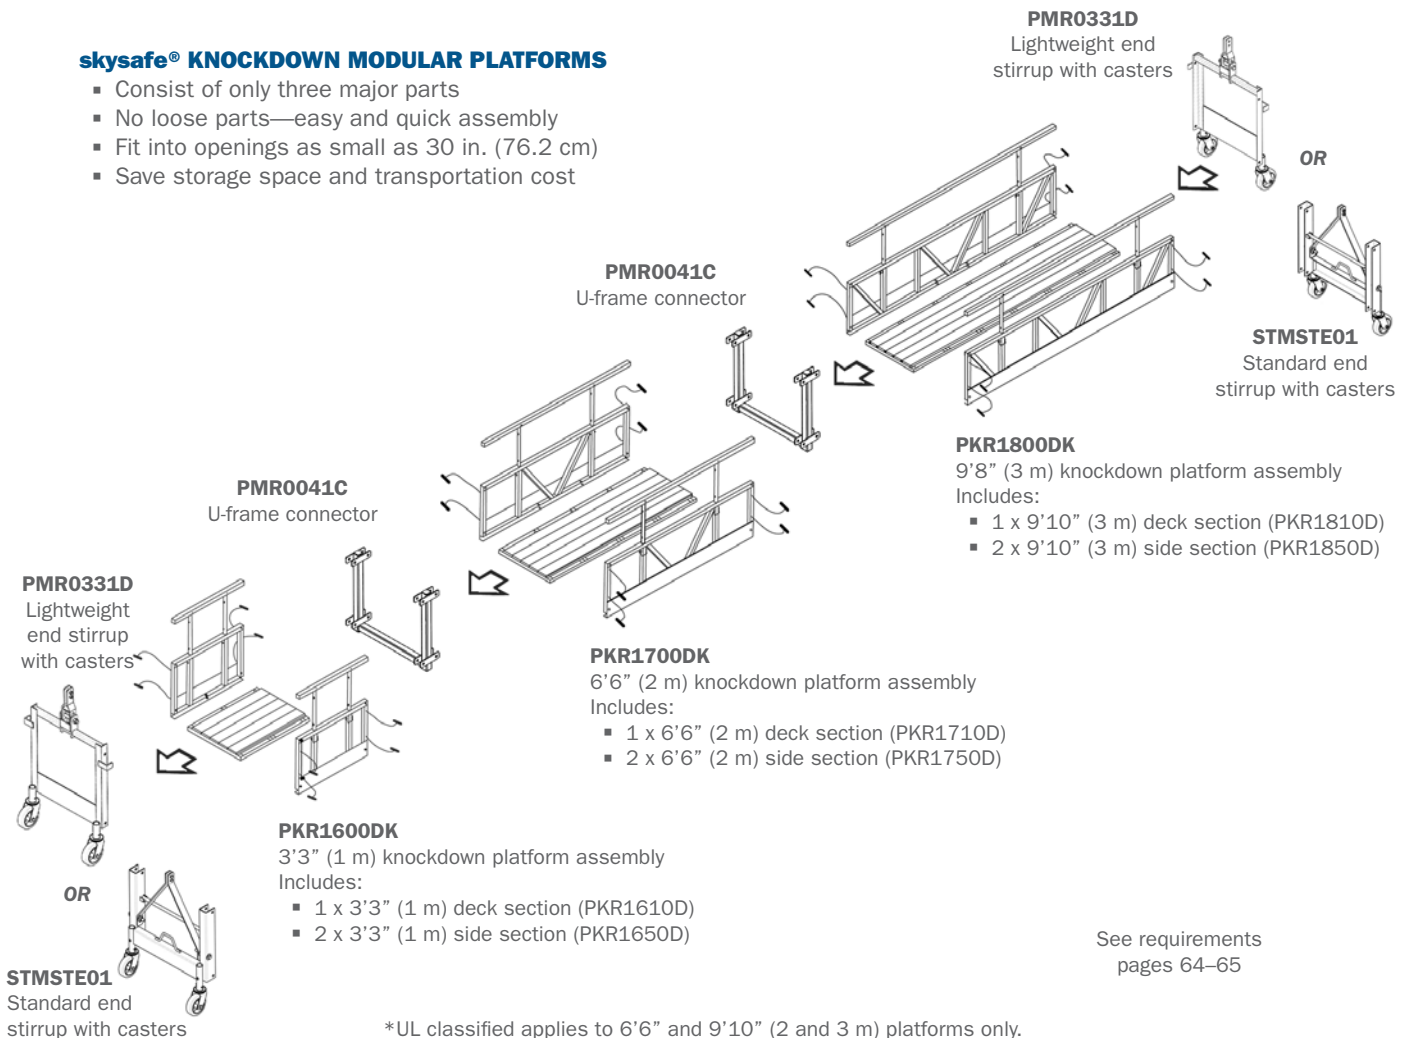 skysafe® KNOCKDOWN MODULAR PLATFORMS
▪ Consist of only three major parts
▪ No loose parts—easy and quick assembly
▪ Fit into openings as small as 30 in. (76.2 cm)
▪ Save storage space and transportation cost
PMR0331D
Lightweight end
stirrup with casters
OR
STMSTE01
Standard end
stirrup with casters
PMR0041C
U-frame connector
PKR1800DK
9’8” (3 m) knockdown platform assembly
Includes:
▪ 1 x 9’10” (3 m) deck section (PKR1810D)
▪ 2 x 9’10” (3 m) side section (PKR1850D)
PMR0041C
U-frame connector
PKR1700DK
6’6” (2 m) knockdown platform assembly
Includes:
▪ 1 x 6’6” (2 m) deck section (PKR1710D)
▪ 2 x 6’6” (2 m) side section (PKR1750D)
PMR0331D
Lightweight
end stirrup
with casters
OR
STMSTE01
Standard end
stirrup with casters
PKR1600DK
3’3” (1 m) knockdown platform assembly
Includes:
▪ 1 x 3’3” (1 m) deck section (PKR1610D)
▪ 2 x 3’3” (1 m) side section (PKR1650D)
See requirements
pages 64–65
*UL classified applies to 6’6” and 9’10” (2 and 3 m) platforms only.